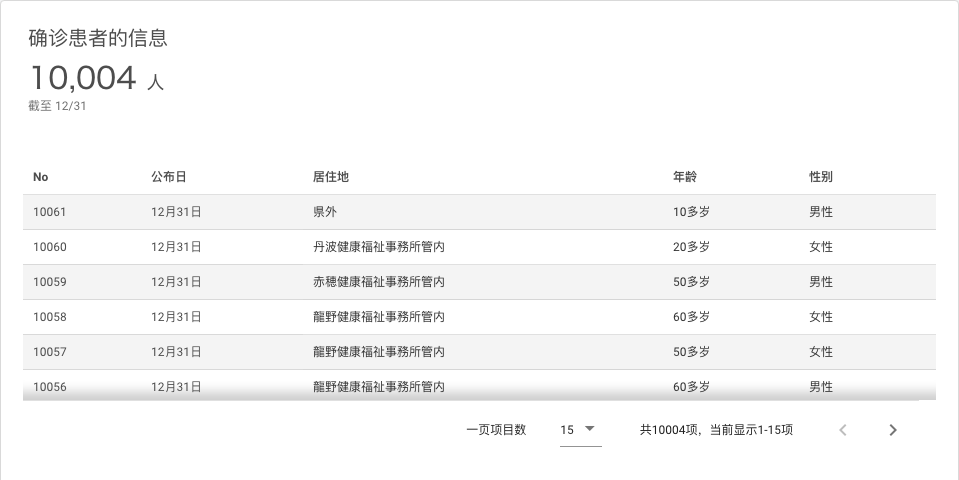 确诊患者的信息
10,004 人
截至 12/31
No 公布日 居住地 年龄 性别
10061 12月31日 県外 10多岁 男性
10060 12月31日 丹波健康福祉事務所管内 20多岁 女性
10059 12月31日 赤穂健康福祉事務所管内 50多岁 男性
10058 12月31日 龍野健康福祉事務所管内 60多岁 女性
10057 12月31日 龍野健康福祉事務所管内 50多岁 女性
10056 12月31日 龍野健康福祉事務所管内 60多岁 男性
一页项目数 15 共10004项，当前显示1-15项